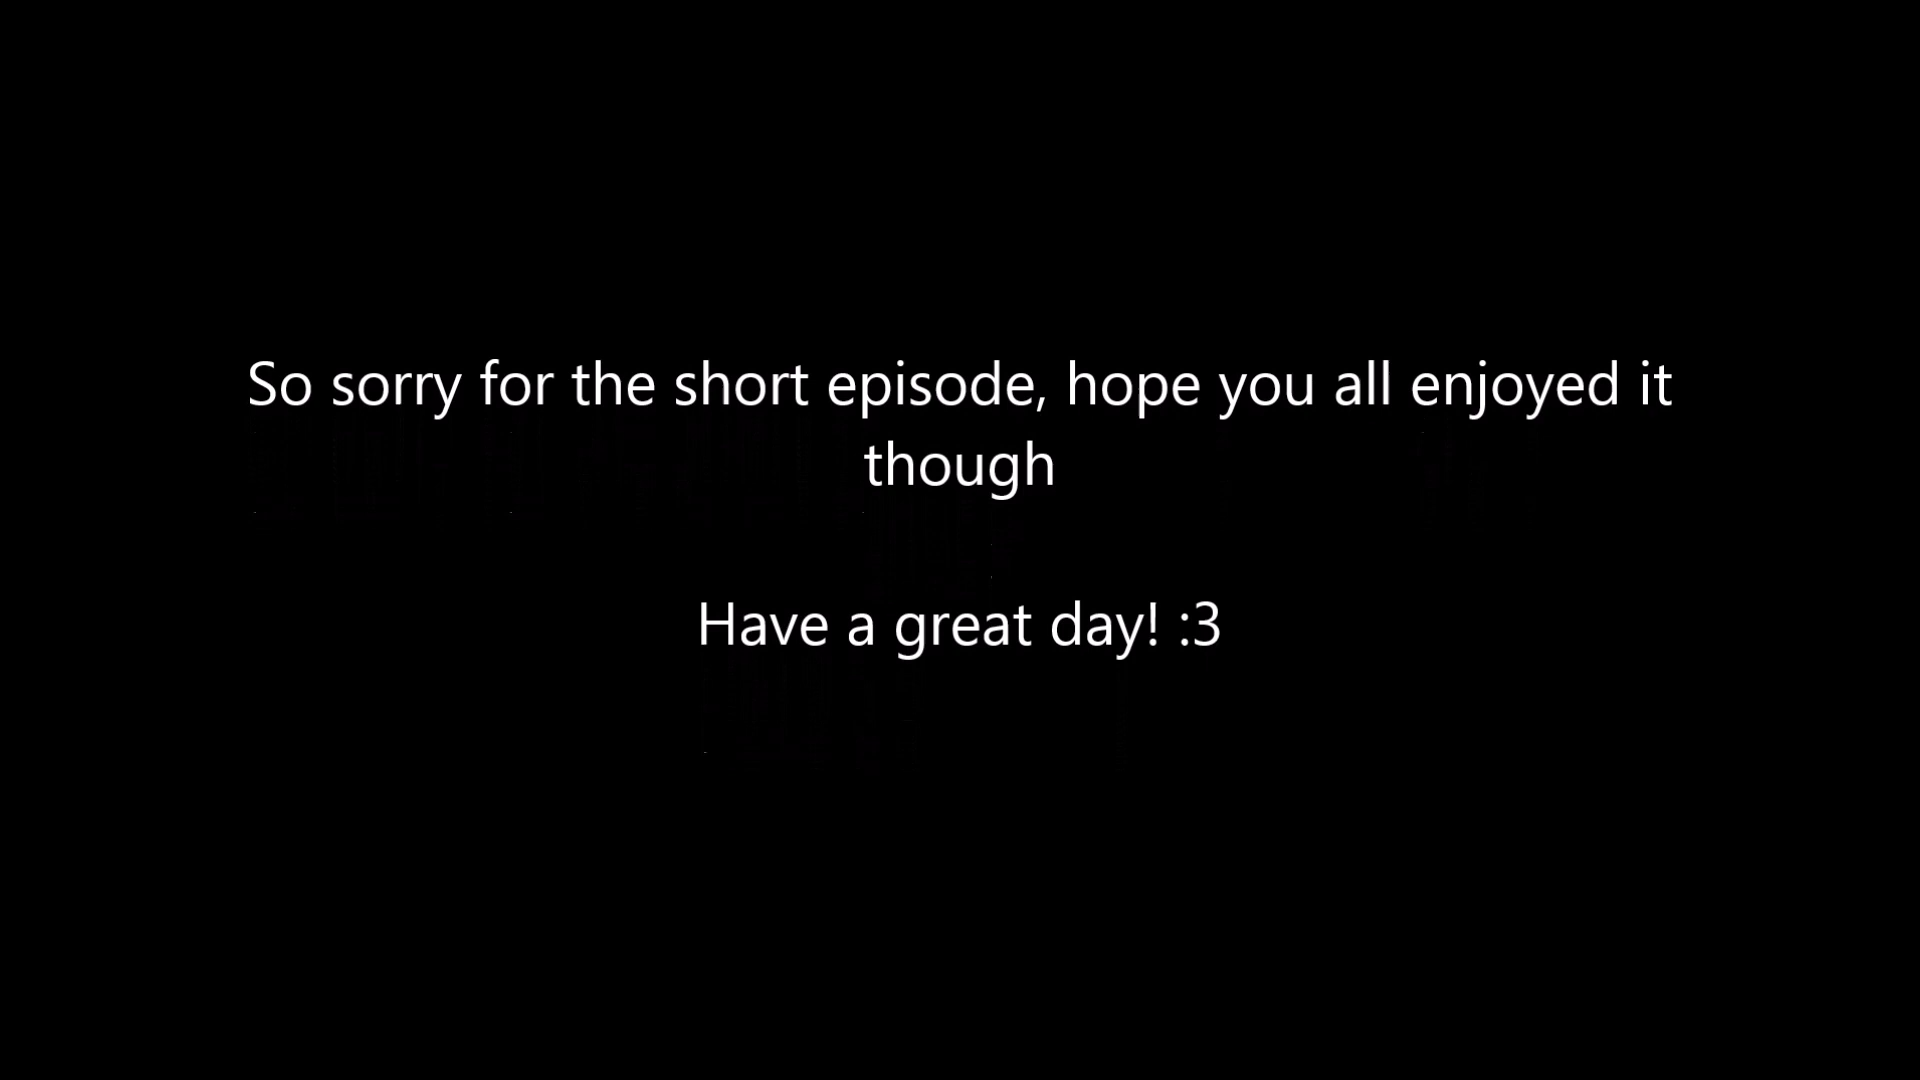 So sorry for the short episode, hope you all enjoyed it
though
Have a great day! :3